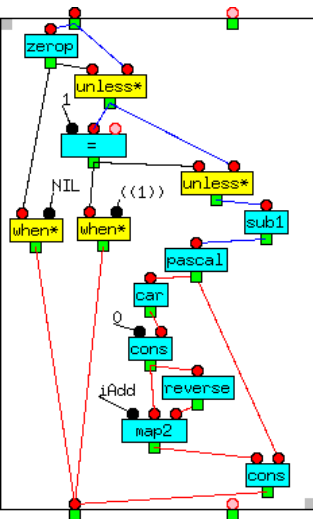 zerop
unless*
1
=
unless*
NIL
((1))
when*
when*
sub1
pascal
car
0
cons
reverse
iAdd
map2
cons